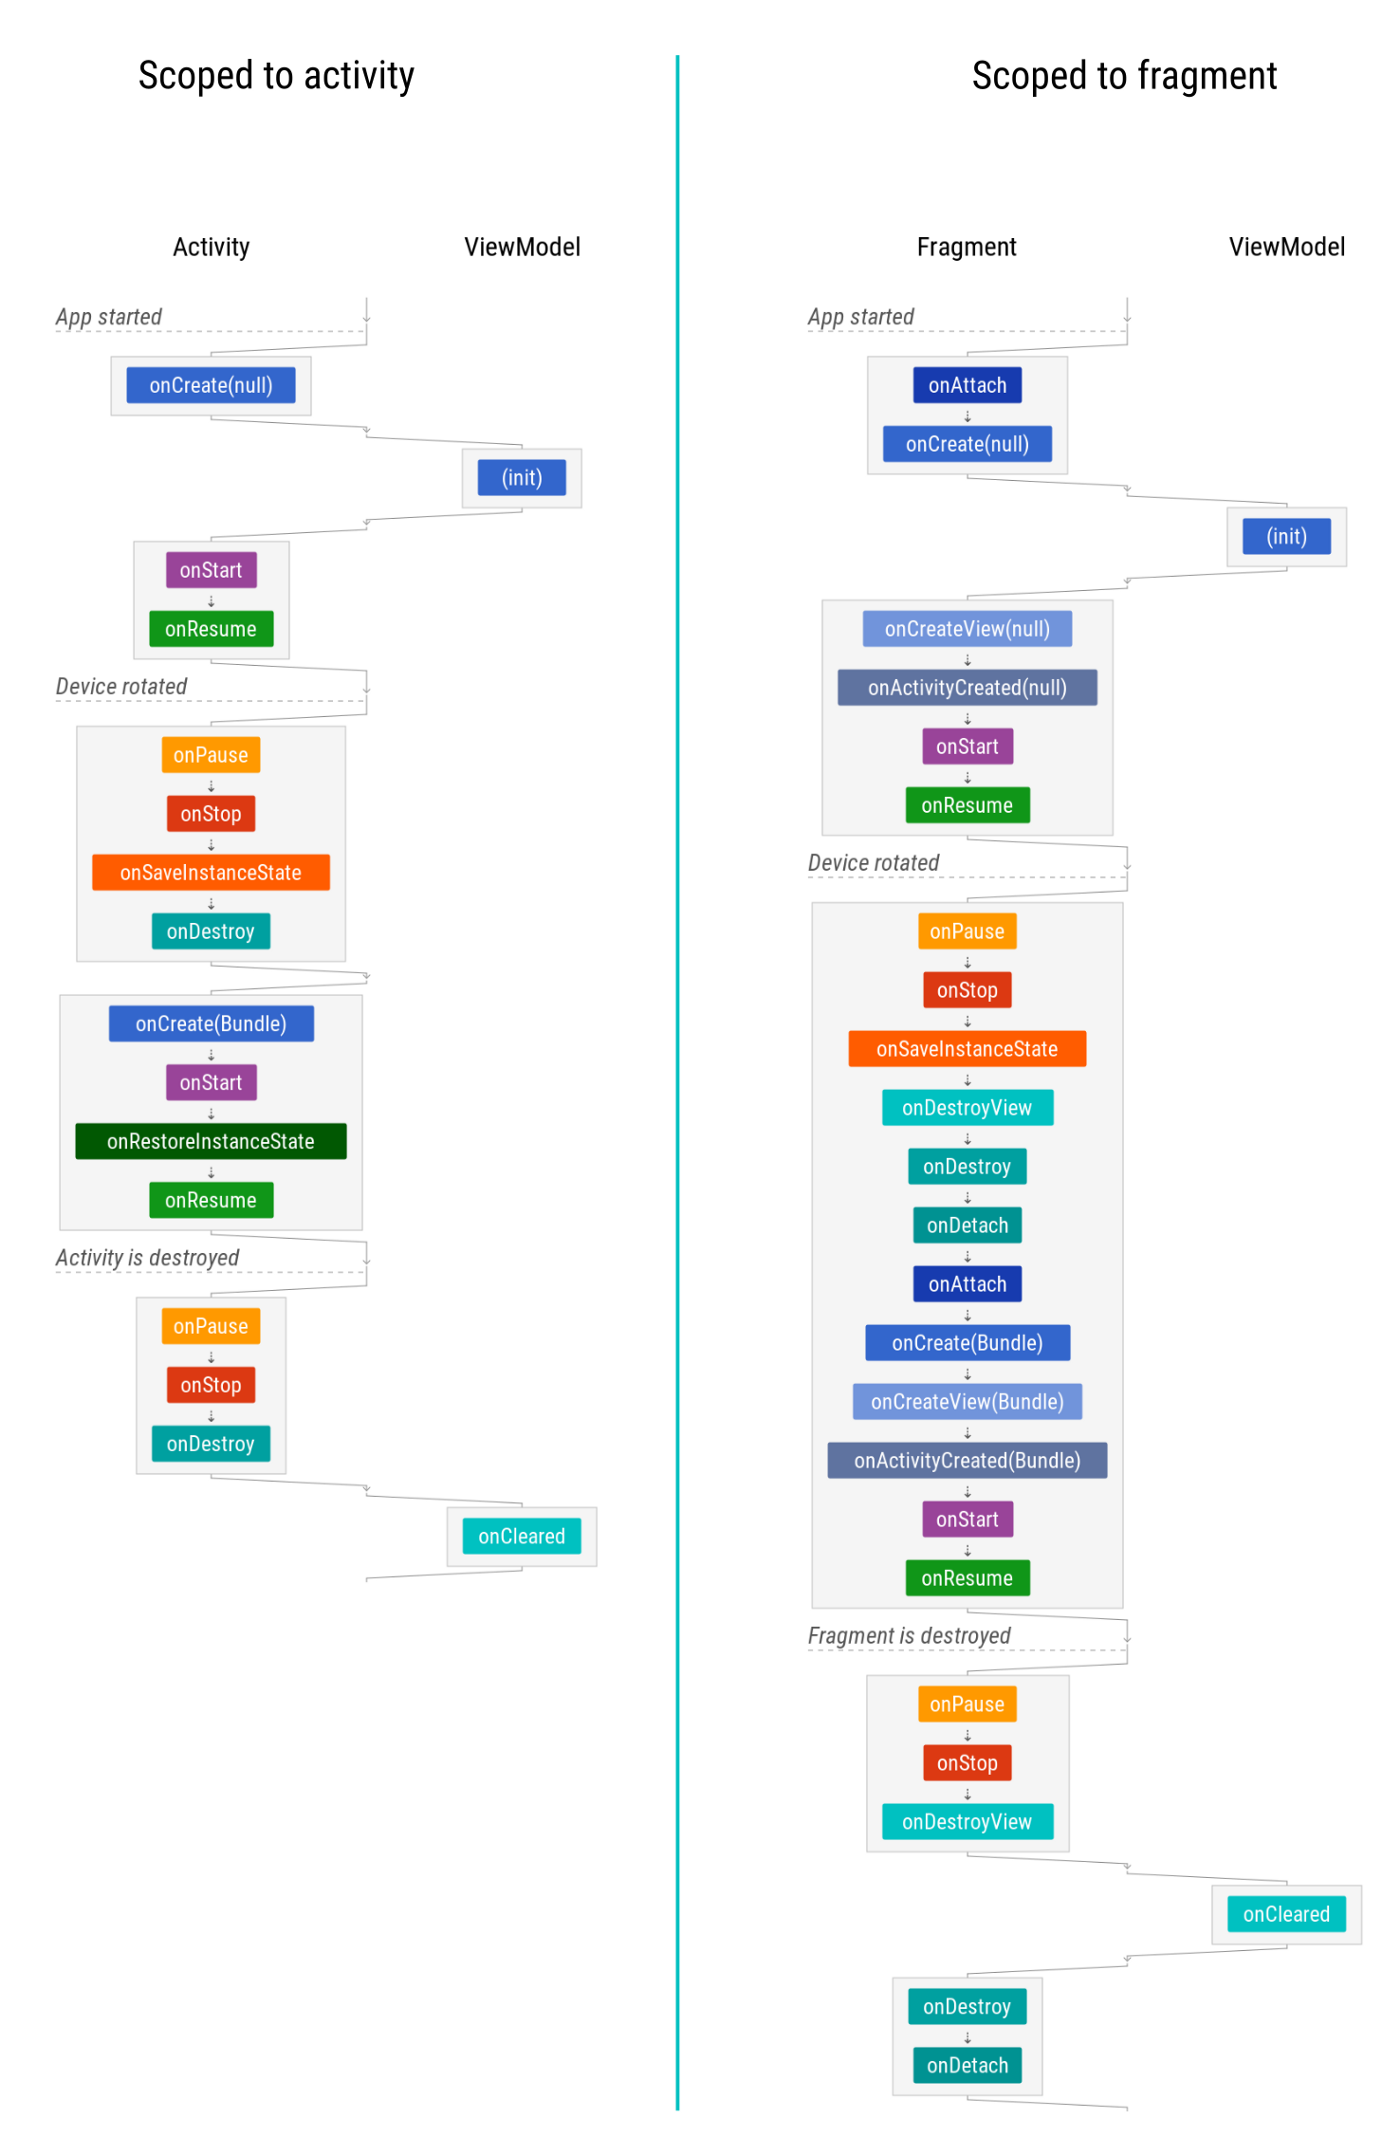 Scoped to activity
Activity
ViewModel
App started
onCreate(null)
(init)
onStart
onResume
Device rotated
onPause
onStop
onSaveInstanceState
onDestroy
onCreate(Bundle)
onStart
onRestoreInstanceState
onResume
Activity is destroyed
onPause
onStop
onDestroy
onCleared
Scoped to fragment
Fragment
ViewModel
App started
onAttach
onCreate(null)
(init)
onCreateView(null)
onActivityCreated(null)
onStart
onResume
Device rotated
onPause
onStop
onSaveInstanceState
onDestroyView
onDestroy
onDetach
onAttach
onCreate(Bundle)
onCreateView(Bundle)
onActivityCreated(Bundle)
onStart
onResume
Fragment is destroyed
onPause
onStop
onDestroyView
onCleared
onDestroy
onDetach